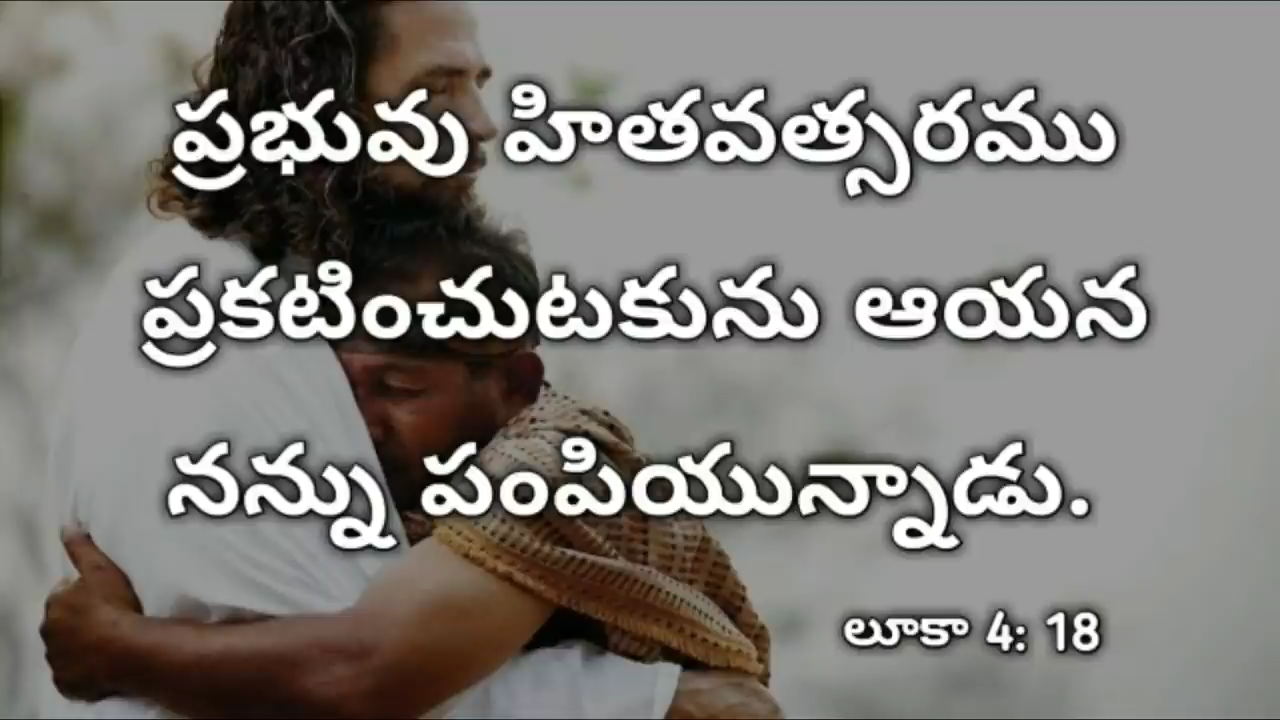 ప్రభువు హితవత్సరము
ప్రకటించుటకును ఆయన
నన్ను పంపియున్నాడు.
లూకా 4: 18